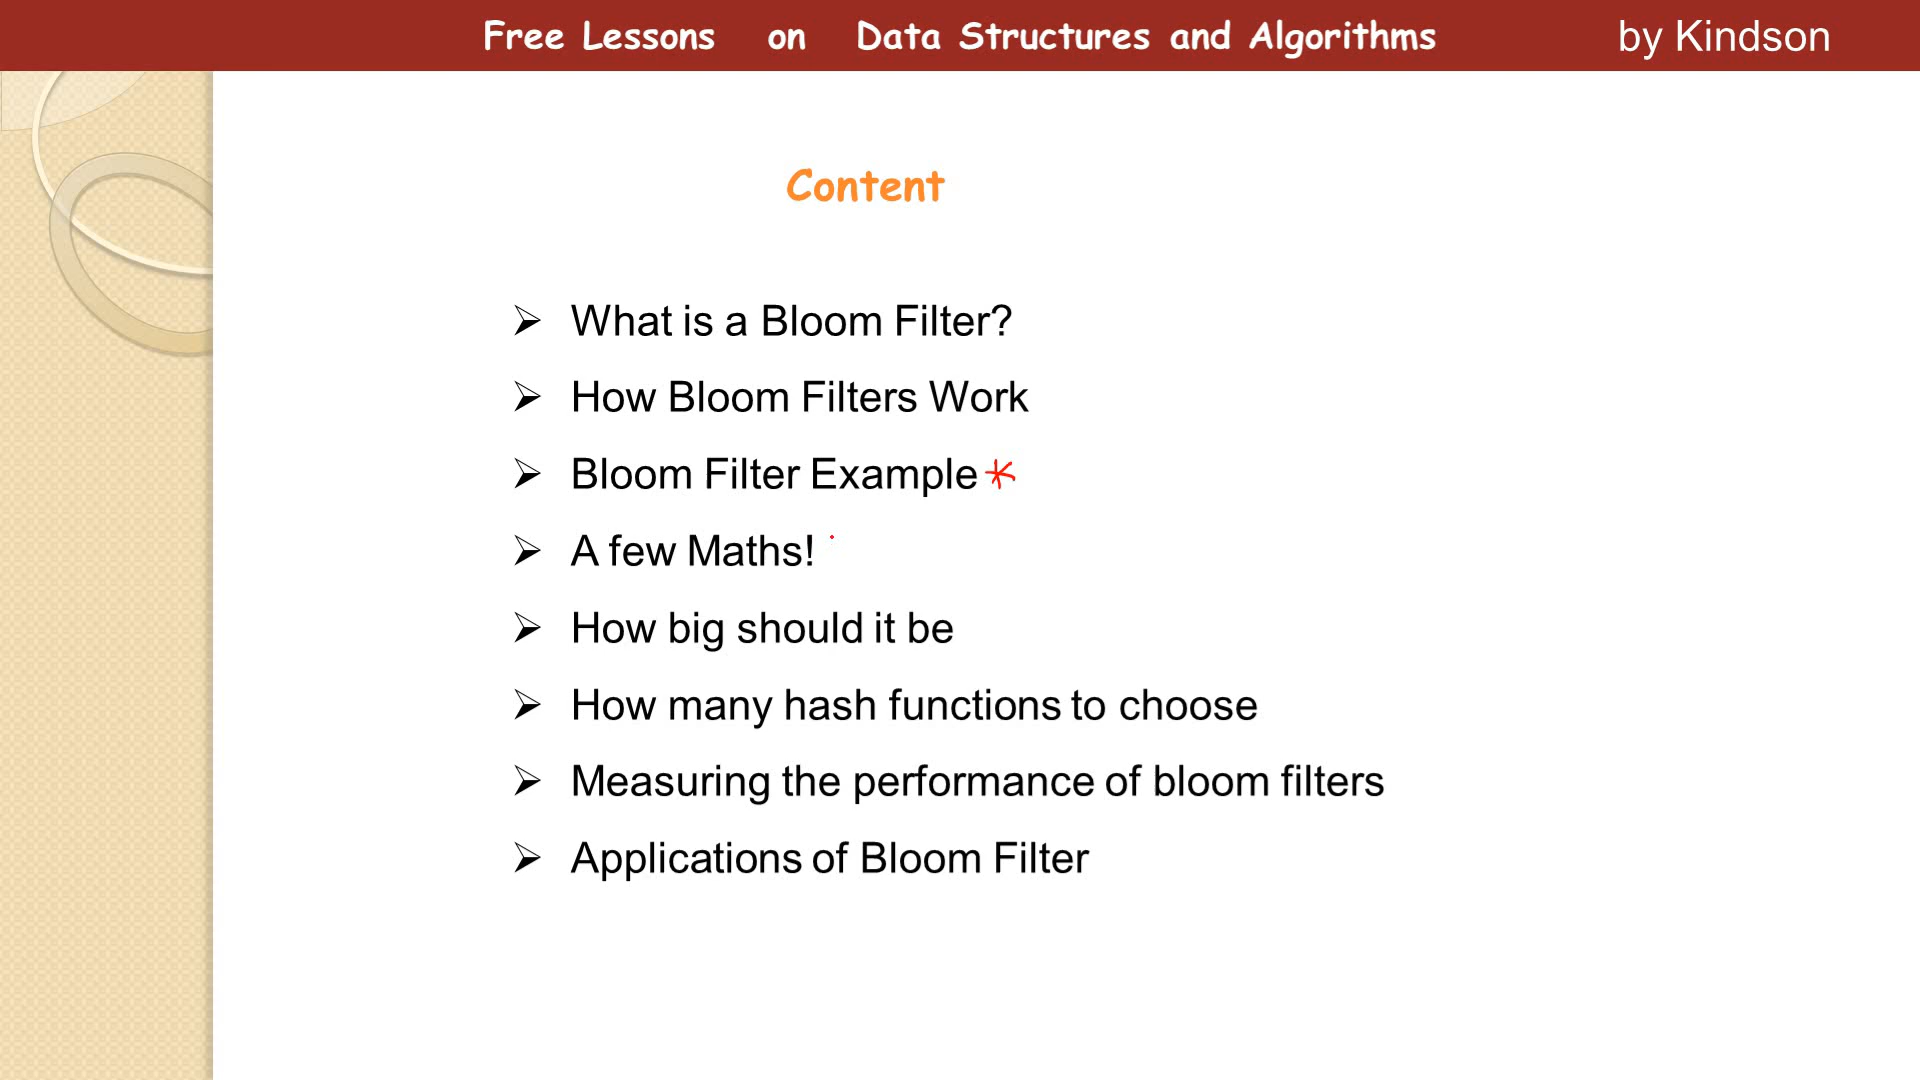 Free Lessons on Data Structures and Algorithms by Kindson
Content
What is a Bloom Filter?
How Bloom Filters Work
Bloom Filter Example *
A few Maths!
How big should it be
How many hash functions to choose
Measuring the performance of bloom filters
Applications of Bloom Filter